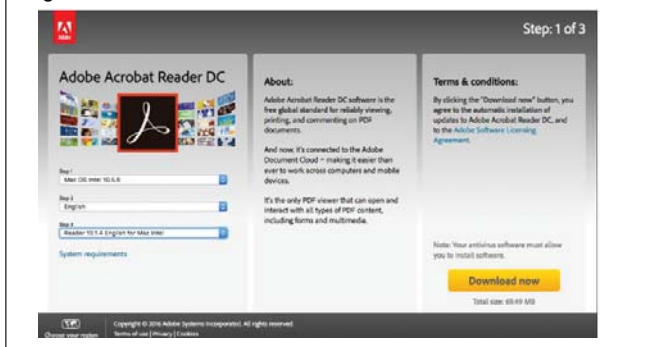 Adobe
Step: 1 of 3
Adobe Acrobat Reader DC
Step 1
Mac OS Intel 10.6.8
Step 2
English
Step 3
Reader 10.1.4 English for Mac Intel
System requirements
About:
Adobe Acrobat Reader DC software is the
free global standard for reliably viewing,
printing, and commenting on PDF
documents.
And now, it's connected to the Adobe
Document Cloud – making it easier than
ever to work across computers and mobile
devices.
It's the only PDF viewer that can open and
interact with all types of PDF content,
including forms and multimedia.
Terms & conditions:
By clicking the "Download now" button, you
agree to the automatic installation of
updates to Adobe Acrobat Reader DC, and
to the Adobe Software Licensing
Agreement.
Note: Your antivirus software must allow
you to install software.
Download now
Total size: 69.49 MB
Choose your region
Copyright © 2016 Adobe Systems Incorporated. All rights reserved.
Terms of use | Privacy | Cookies